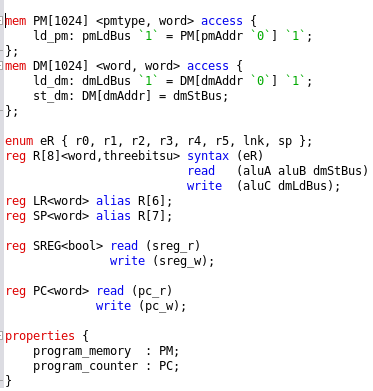 mem PM[1024] <pmtype, word> access {
    ld_pm: pmLdBus `1` = PM[pmAddr `0`] `1`;
};
mem DM[1024] <word, word> access {
    ld_dm: dmLdBus `1` = DM[dmAddr `0`] `1`;
    st_dm: DM[dmAddr] = dmStBus;
};

enum eR { r0, r1, r2, r3, r4, r5, lnk, sp };
reg R[8]<word,threebitsu> syntax (eR)
                          read   (aluA aluB dmStBus)
                          write  (aluC dmLdBus);
reg LR<word> alias R[6];
reg SP<word> alias R[7];

reg SREG<bool> read (sreg_r)
               write (sreg_w);

reg PC<word> read (pc_r)
             write (pc_w);

properties {
    program_memory  : PM;
    program_counter : PC;
}